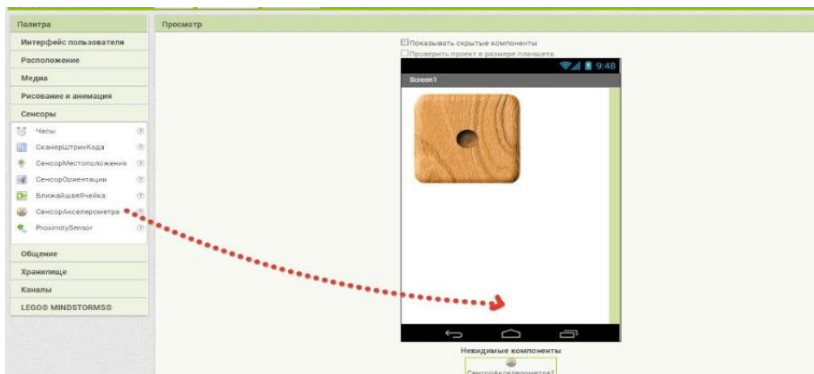 Палитра
Просмотр
Интерфейс пользователя
Расположение
Медиа
Рисование и анимация
Сенсоры
Часы
СканерШтрихКода
СенсорМестоположения
СенсорОриентации
БлижайшаяЯчейка
СенсорАкселерометра
ProximitySensor
Общение
Хранилище
Каналы
LEGO® MINDSTORMS®
Показывать скрытые компоненты
Проверить проект в размере планшета
9:48
Screen1
Невидимые компоненты
СенсорАкселерометра1